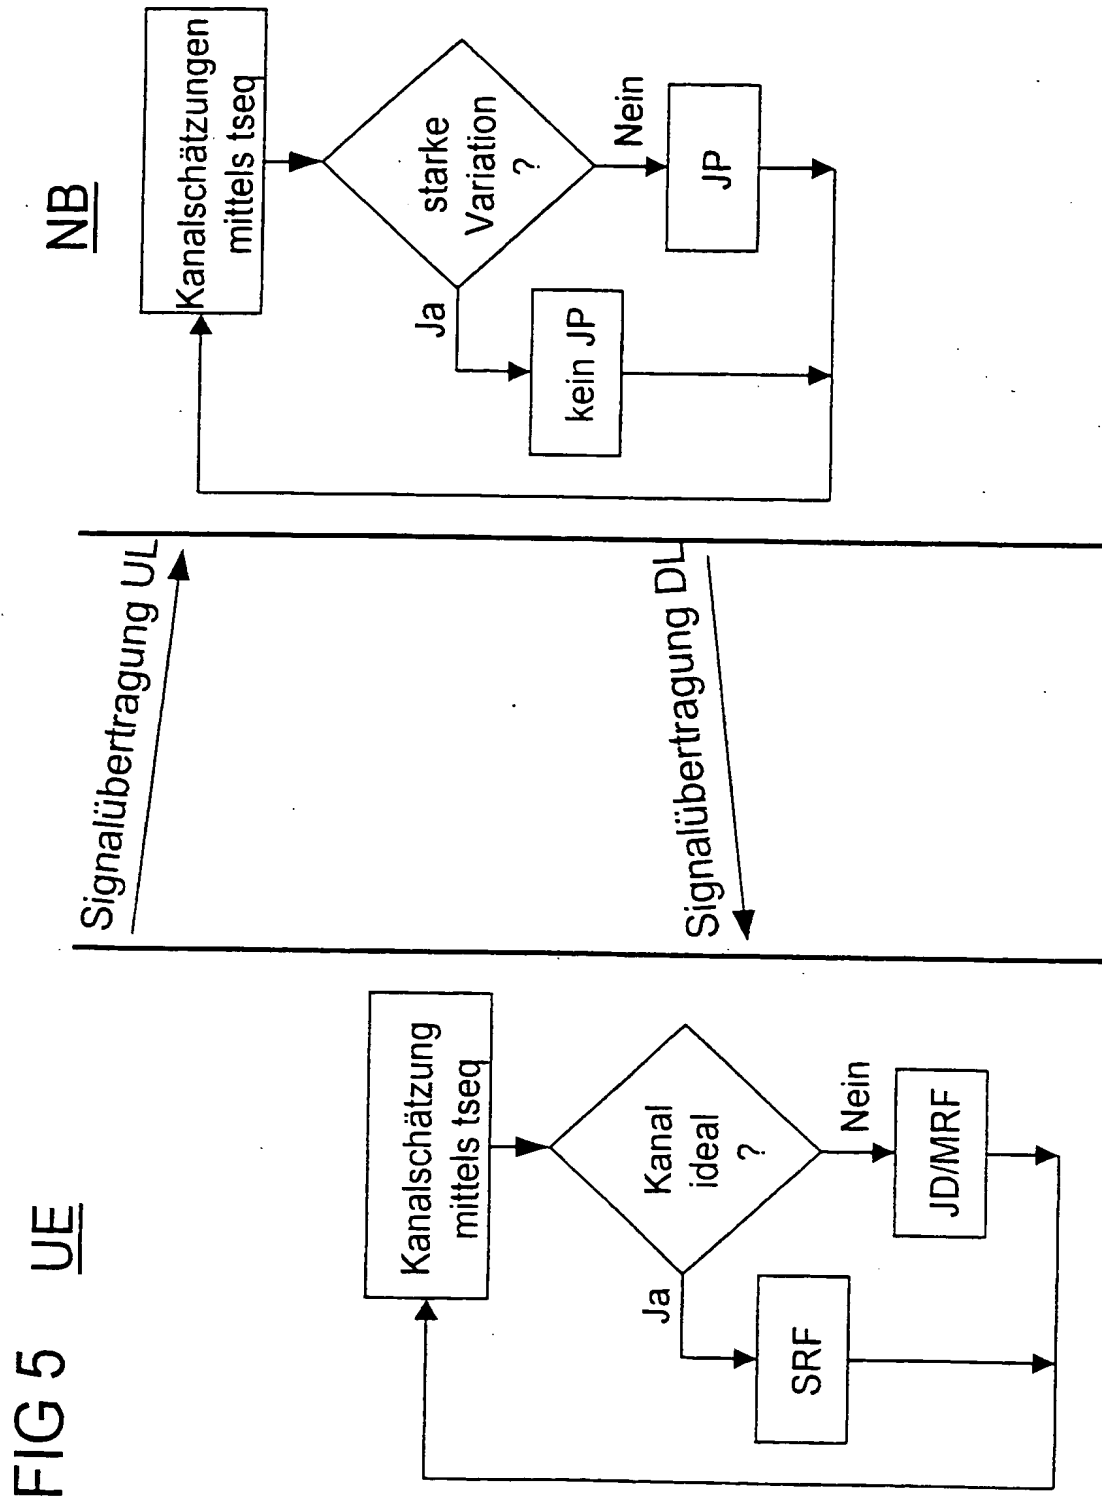 FIG 5
UE
NB
Kanalschätzung
mittels tseq
Kanal
ideal
?
Ja
Nein
SRF
JD/MRF
Signalübertragung UL
Signalübertragung DL
Kanalschätzungen
mittels tseq
starke
Variation
?
Ja
Nein
kein JP
JP